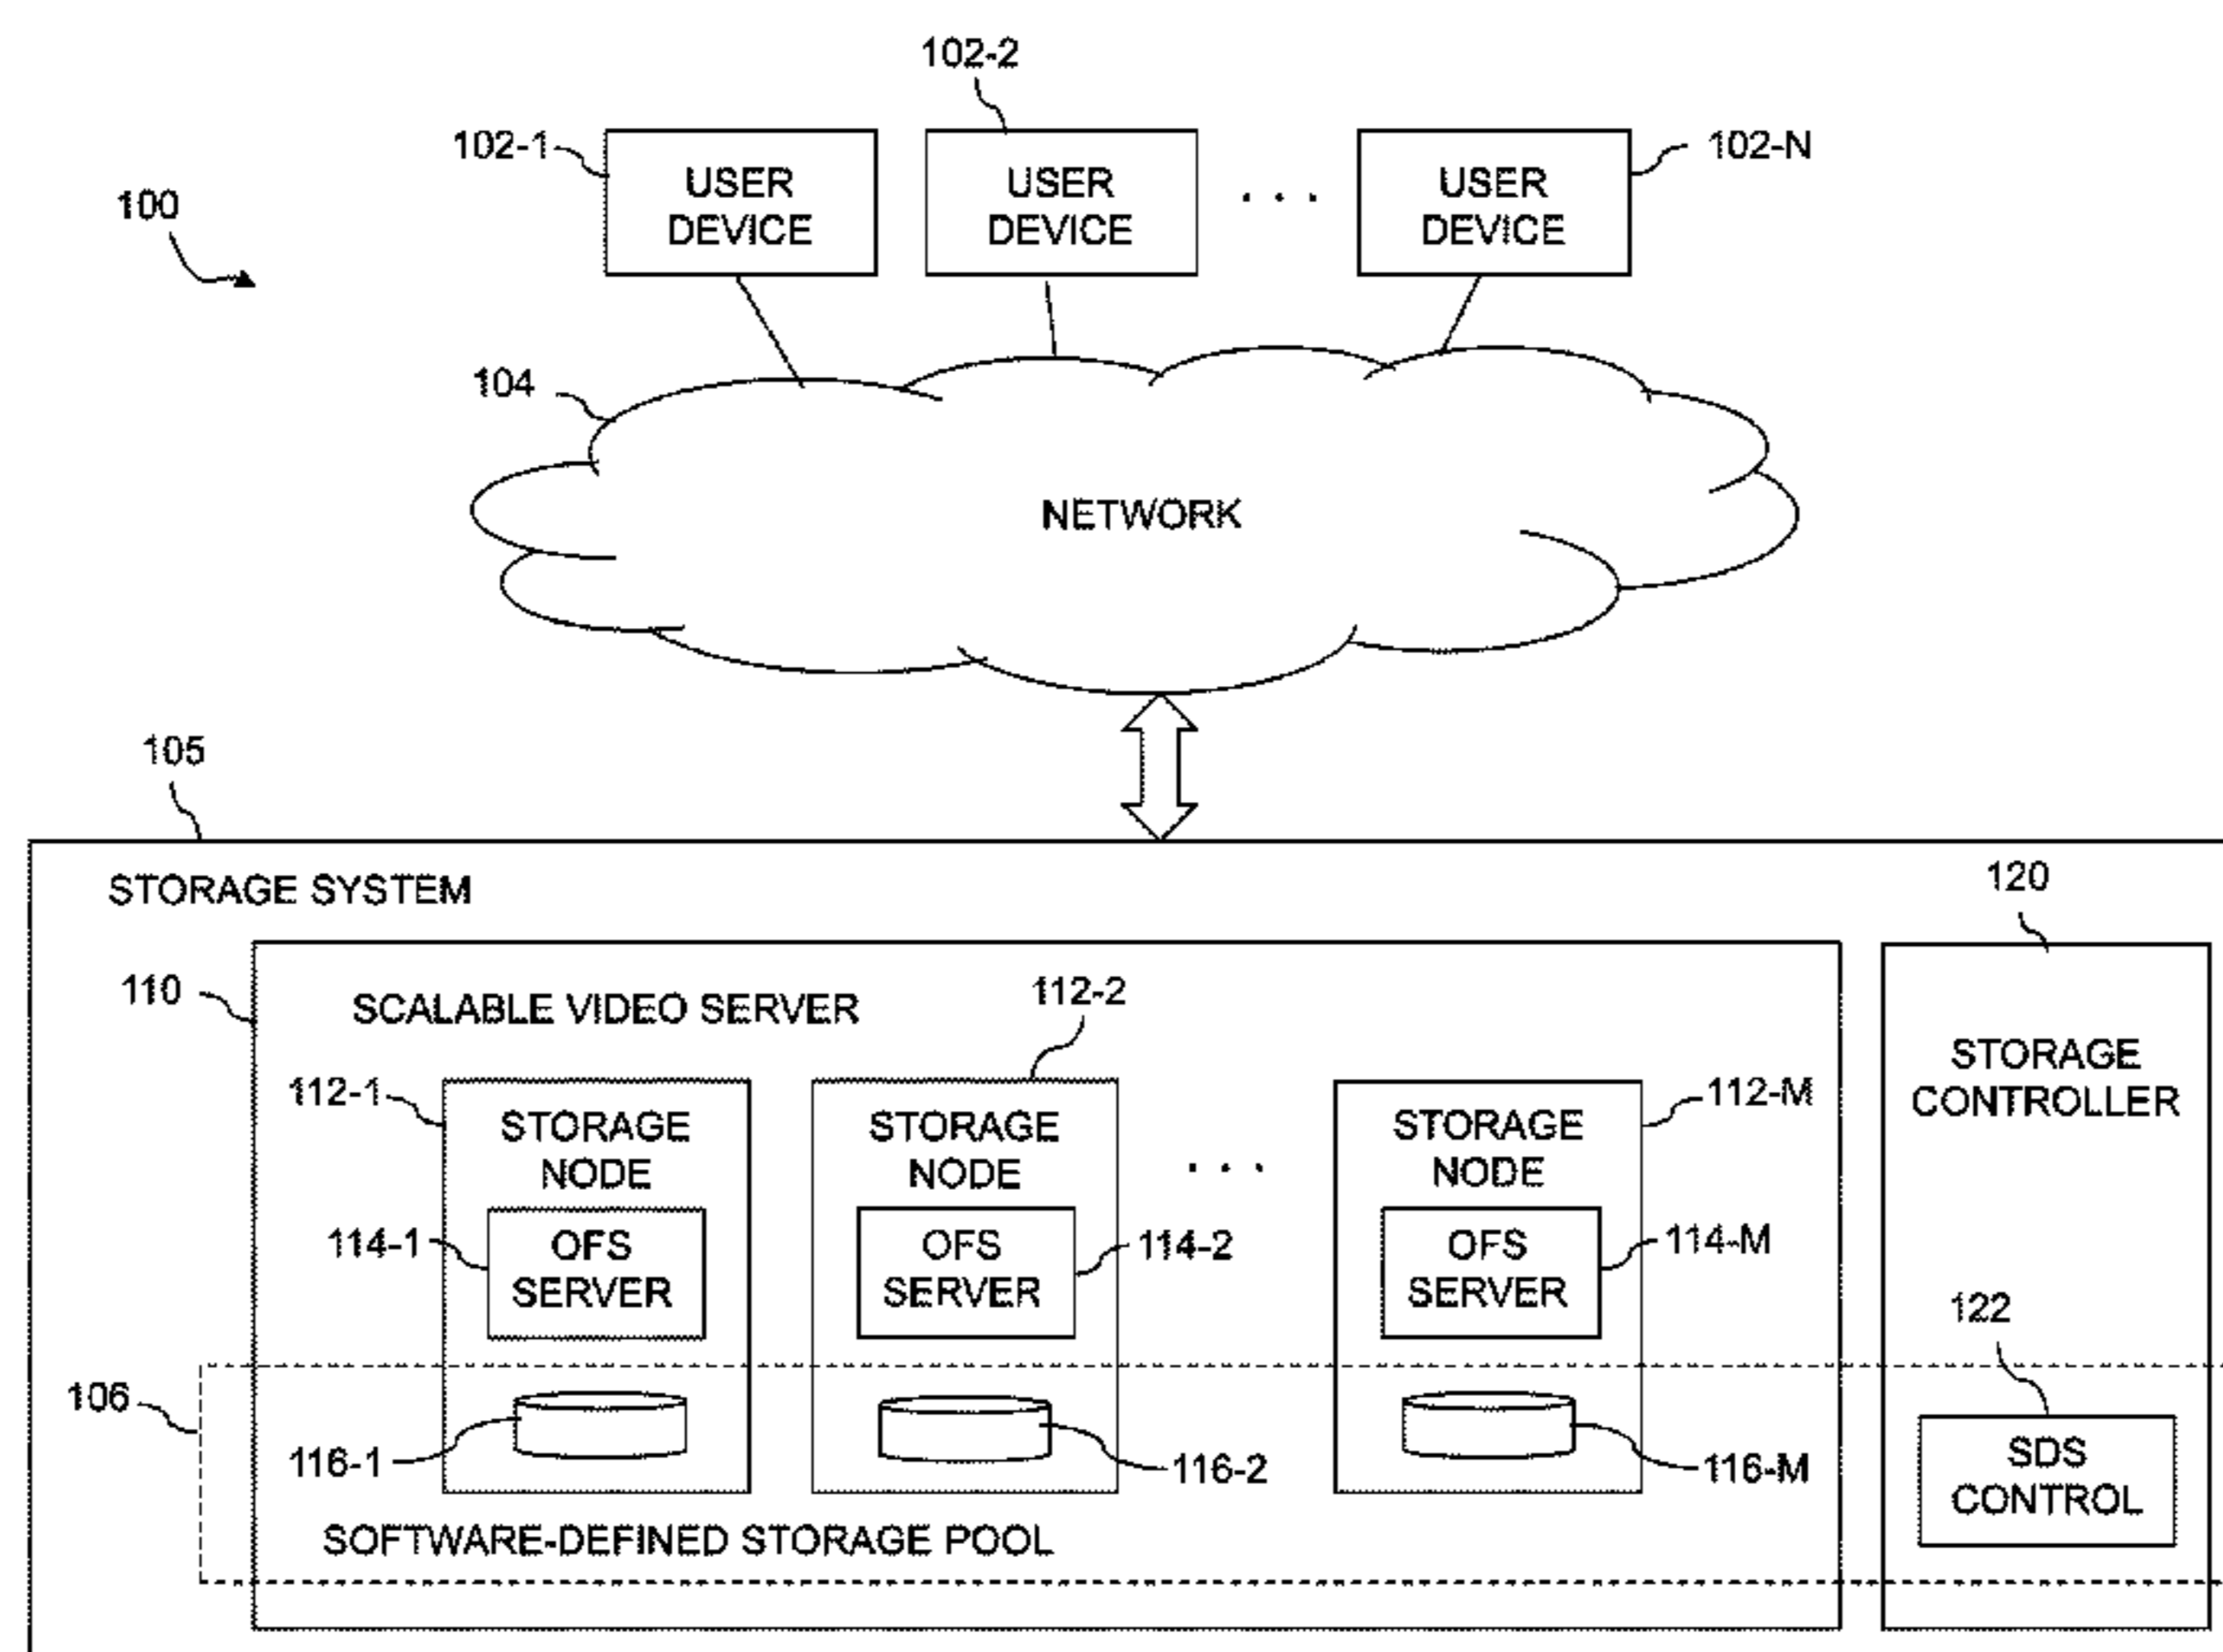 102-2
102-1
102-N
USER
DEVICE
USER
DEVICE
. . .
USER
DEVICE
100
104
NETWORK
105
STORAGE SYSTEM
120
110
SCALABLE VIDEO SERVER
112-2
STORAGE
CONTROLLER
112-1
112-M
STORAGE
NODE
STORAGE
NODE
. . .
STORAGE
NODE
114-1
OFS
SERVER
OFS
SERVER
114-2
OFS
SERVER
114-M
122
106
116-1
116-2
116-M
SDS
CONTROL
SOFTWARE-DEFINED STORAGE POOL